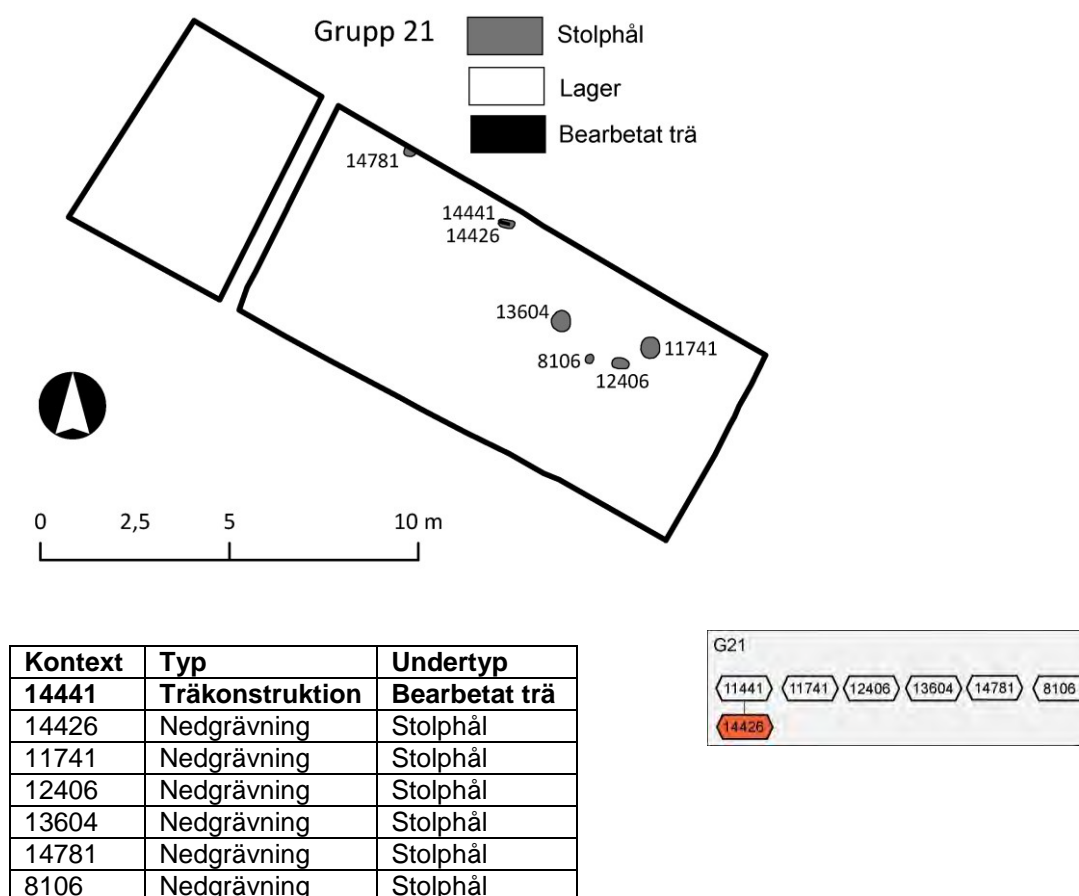 Grupp 21
Stolphål
Lager
Bearbetat trä
14781
14441
14426
13604
11741
8106
12406
0 2,5 5 10 m
Kontext Typ Undertyp
14441 Träkonstruktion Bearbetat trä
14426 Nedgrävning Stolphål
11741 Nedgrävning Stolphål
12406 Nedgrävning Stolphål
13604 Nedgrävning Stolphål
14781 Nedgrävning Stolphål
8106 Nedgrävning Stolphål
G21
11441 11741 12406 13604 14781 8106
14426